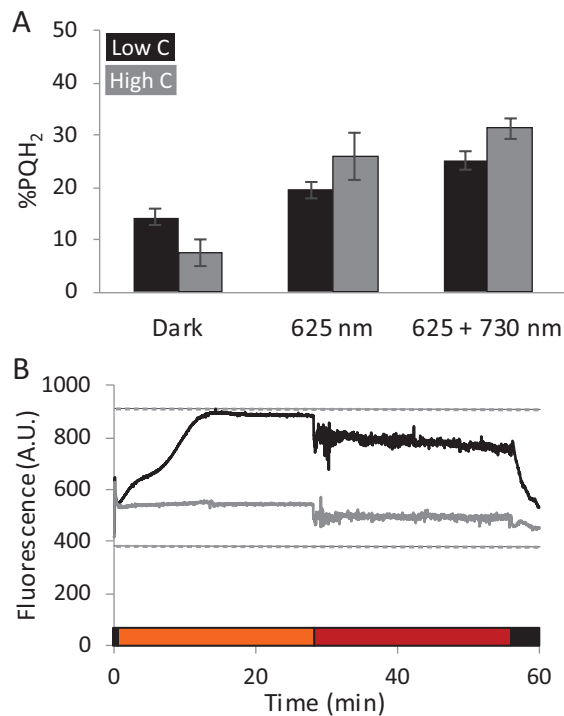 A
50
40
30
20
10
0
%PQH₂
Low C
High C
Dark
625 nm
625 + 730 nm
B
1000
800
600
400
200
0
Fluorescence (A.U.)
0
20
40
60
Time (min)